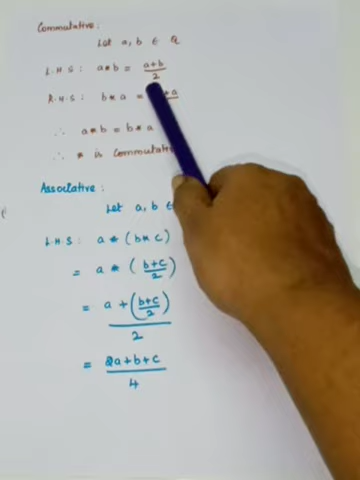 Commutative:
Let a, b ∈ Q
L.H.S: a * b = a+b/2
R.H.S: b * a = +a
∴ a * b = b * a
∴ * is Commutat
Associative:
Let a, b ∈
L.H.S: a * (b * c)
= a * (b+c/2)
= a + (b+c/2)/2
= 2a+b+c/4